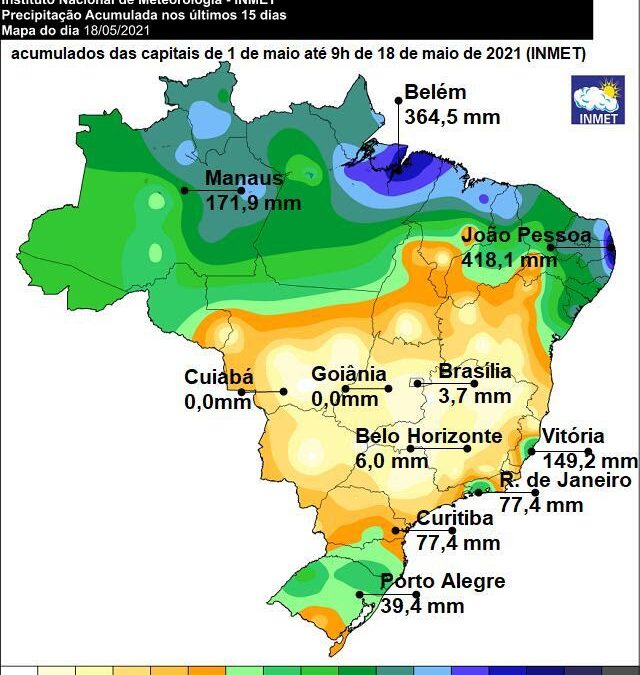 Instituto Nacional de Meteorologia - INMET
Precipitação Acumulada nos últimos 15 dias
Mapa do dia 18/05/2021
acumulados das capitais de 1 de maio até 9h de 18 de maio de 2021 (INMET)
INMET
Belém
364,5 mm
Manaus
171,9 mm
João Pessoa
418,1 mm
Cuiabá
0,0mm
Goiânia
0,0mm
Brasília
3,7 mm
Belo Horizonte
6,0 mm
Vitória
149,2 mm
R. de Janeiro
77,4 mm
Curitiba
77,4 mm
Porto Alegre
39,4 mm